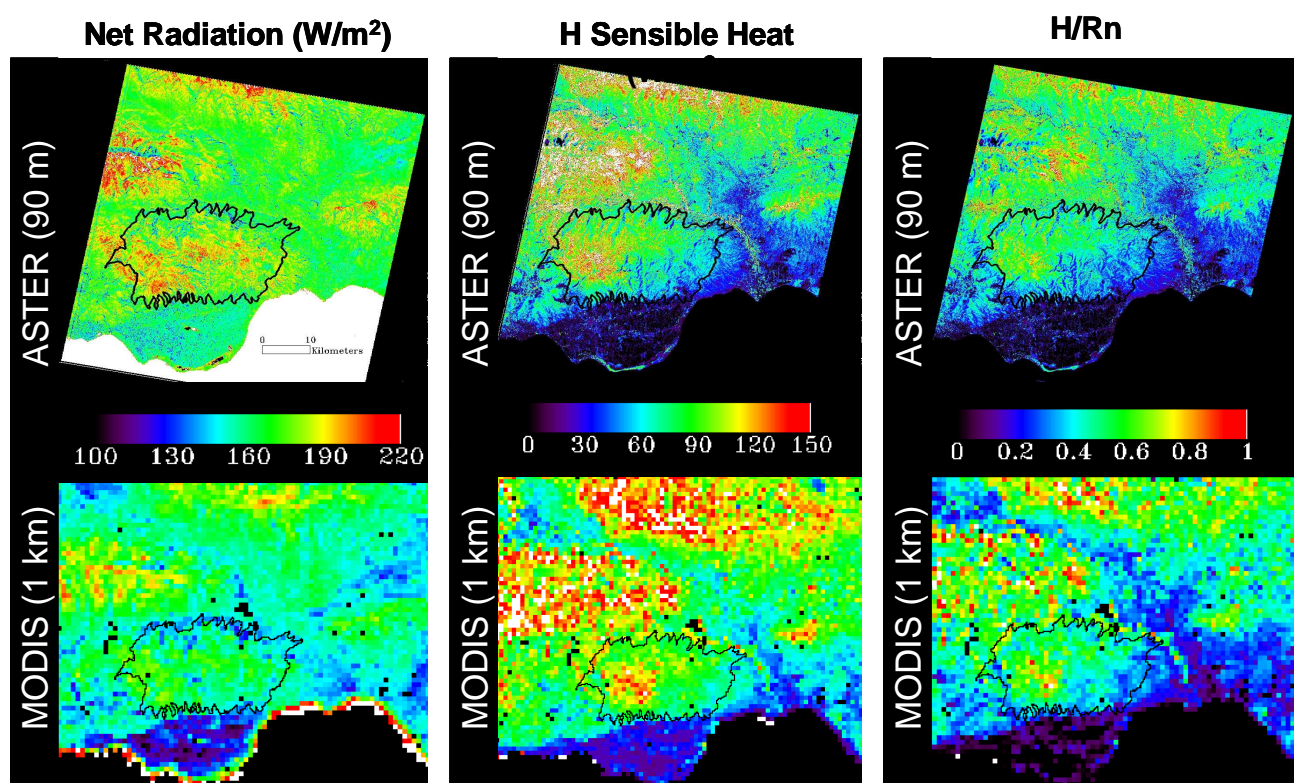 Net Radiation (W/m²)
H Sensible Heat
H/Rn
ASTER (90 m)
ASTER (90 m)
ASTER (90 m)
0 10
Kilometers
100 130 160 190 220
0 30 60 90 120 150
0 0.2 0.4 0.6 0.8 1
MODIS (1 km)
MODIS (1 km)
MODIS (1 km)